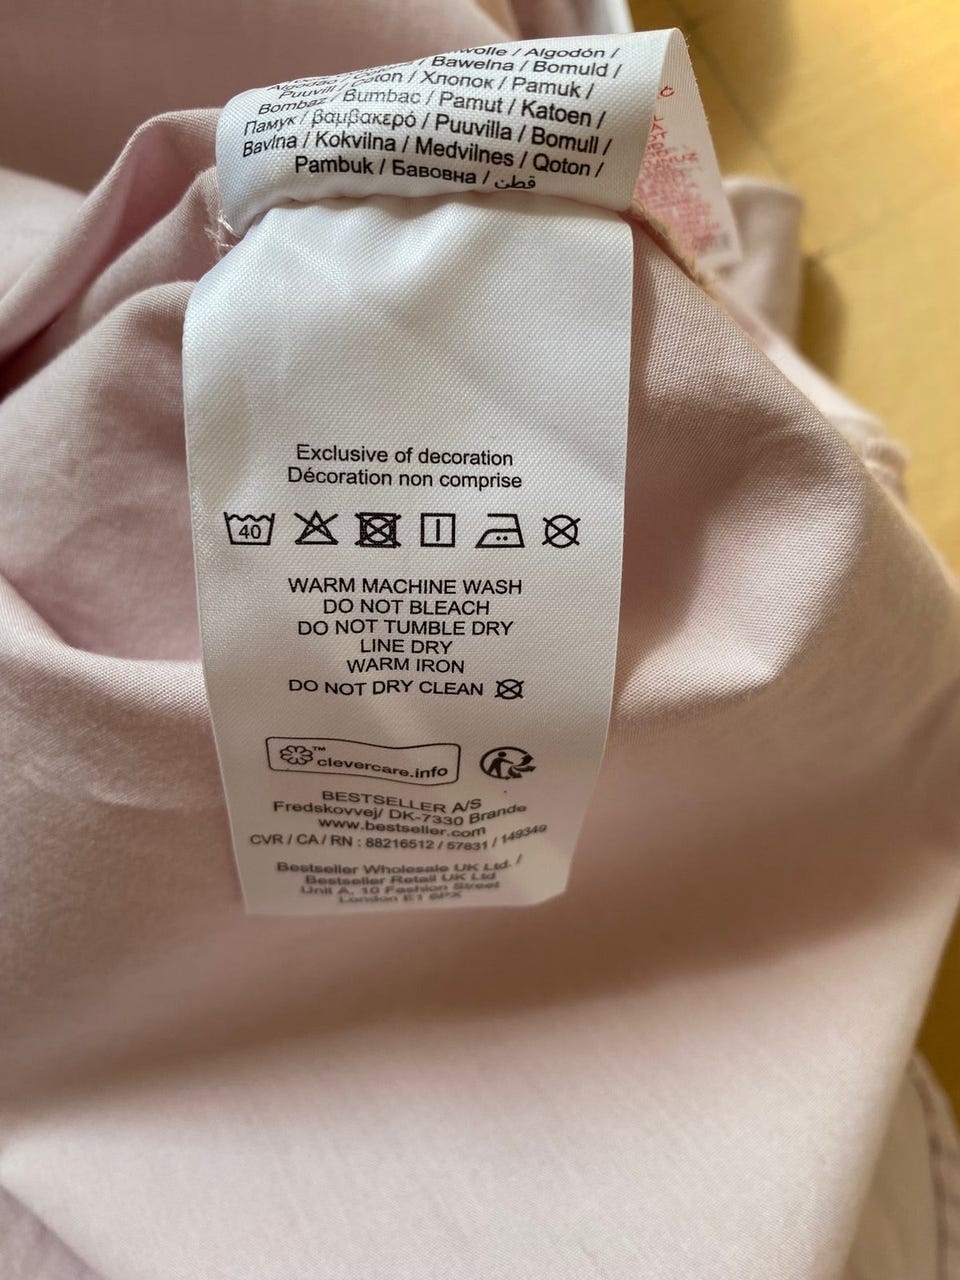 / Algodón /
/ Bawełna / Bomuld /
Puuvill / Coton / Хлопок / Pamuk /
Bombaz / Bumbac / Pamut / Katoen /
Памук / βαμβακερό / Puuvilla / Bomull /
Bavlna / Kokvilna / Medvilnes / Qoton /
Pambuk / Бавовна / قطن
Exclusive of decoration
Décoration non comprise
40
WARM MACHINE WASH
DO NOT BLEACH
DO NOT TUMBLE DRY
LINE DRY
WARM IRON
DO NOT DRY CLEAN
™
clevercare.info
BESTSELLER A/S
Fredskovvej/ DK-7330 Brande
www.bestseller.com
CVR / CA / RN : 88216512 / 57831 / 149349
Bestseller Wholesale UK Ltd. /
Bestseller Retail UK Ltd
Unit A, 10 Fashion Street
London E1 6PX